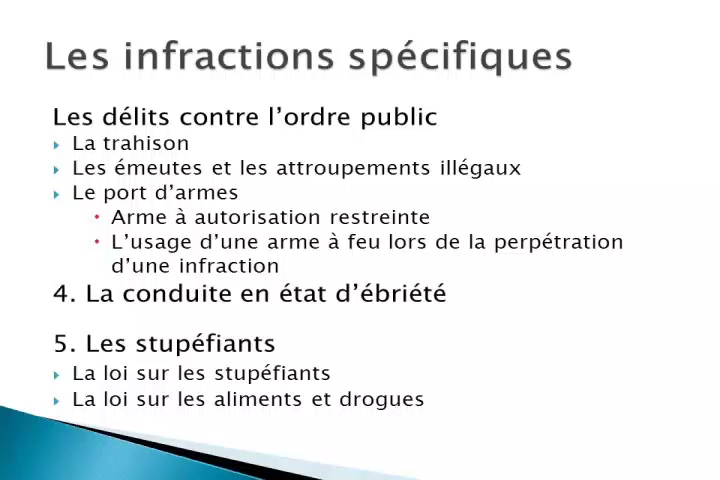 Les infractions spécifiques
Les délits contre l’ordre public
La trahison
Les émeutes et les attroupements illégaux
Le port d’armes
Arme à autorisation restreinte
L’usage d’une arme à feu lors de la perpétration
d’une infraction
4. La conduite en état d’ébriété
5. Les stupéfiants
La loi sur les stupéfiants
La loi sur les aliments et drogues